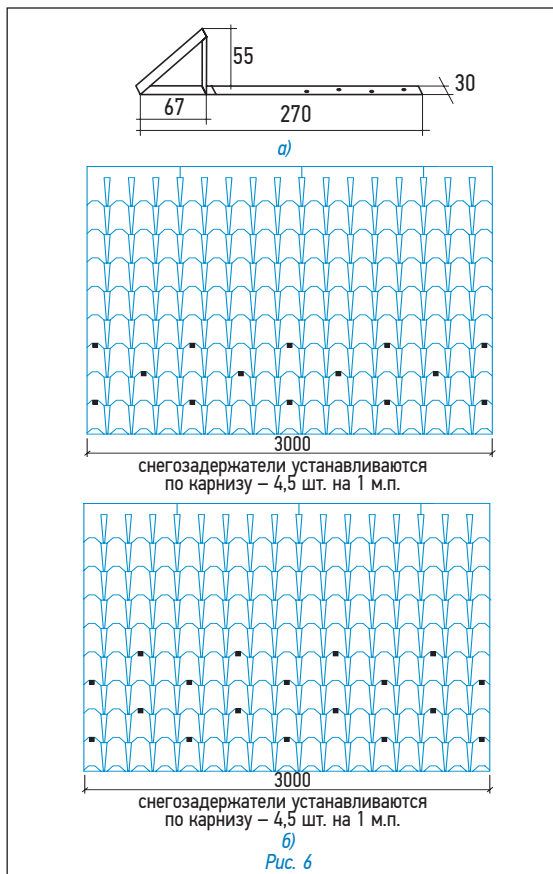 55
30
67
270
а)
3000
снегозадержатели устанавливаются
по карнизу – 4,5 шт. на 1 м.п.
3000
снегозадержатели устанавливаются
по карнизу – 4,5 шт. на 1 м.п.
б)
Рис. 6